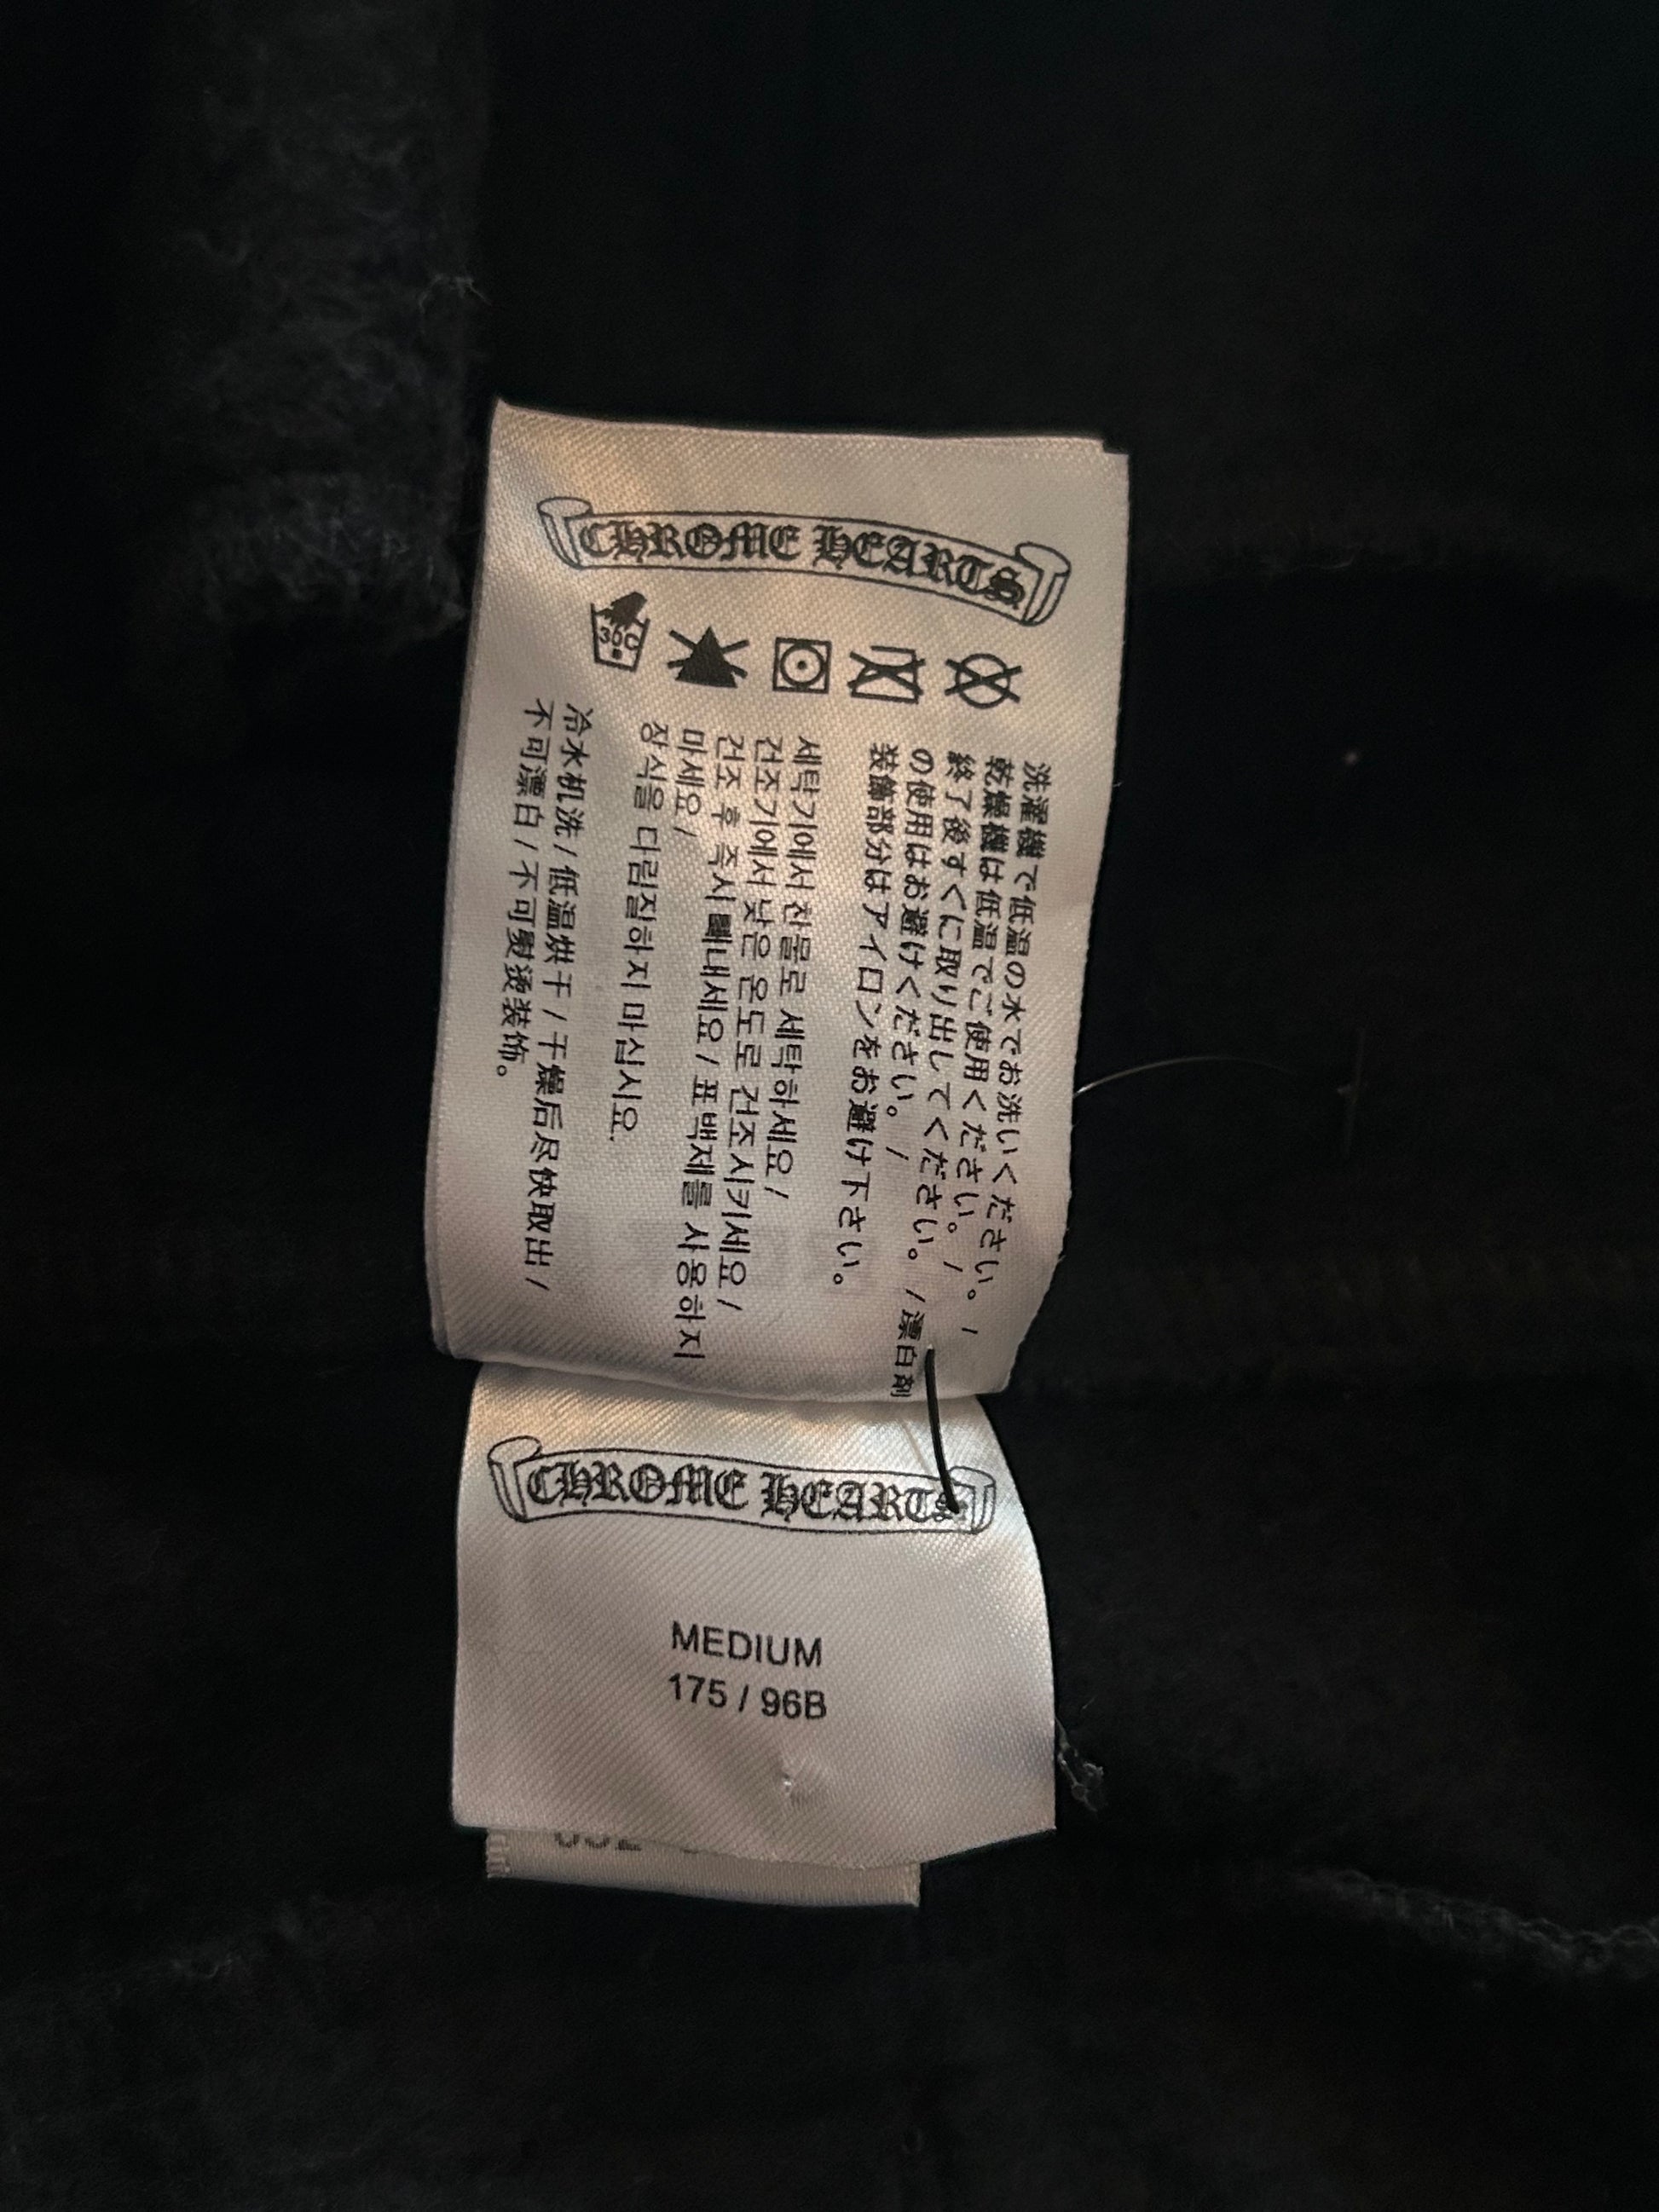 CHROME HEARTS
30C
洗濯機で低温の水でお洗いください。 /
乾燥機は低温でご使用ください。 /
終了後すぐに取り出してください。 / 漂白剤
の使用はお避けください。 /
装飾部分はアイロンをお避け下さい。
세탁기에서 찬물로 세탁하세요 /
건조기에서 낮은 온도로 건조시키세요 /
건조 후 즉시 빼내세요 / 표백제를 사용하지
마세요 /
장식을 다림질하지 마십시요.
冷水机洗 / 低温烘干 / 干燥后尽快取出 /
不可漂白 / 不可熨烫装饰。
CHROME HEARTS
MEDIUM
175 / 96B